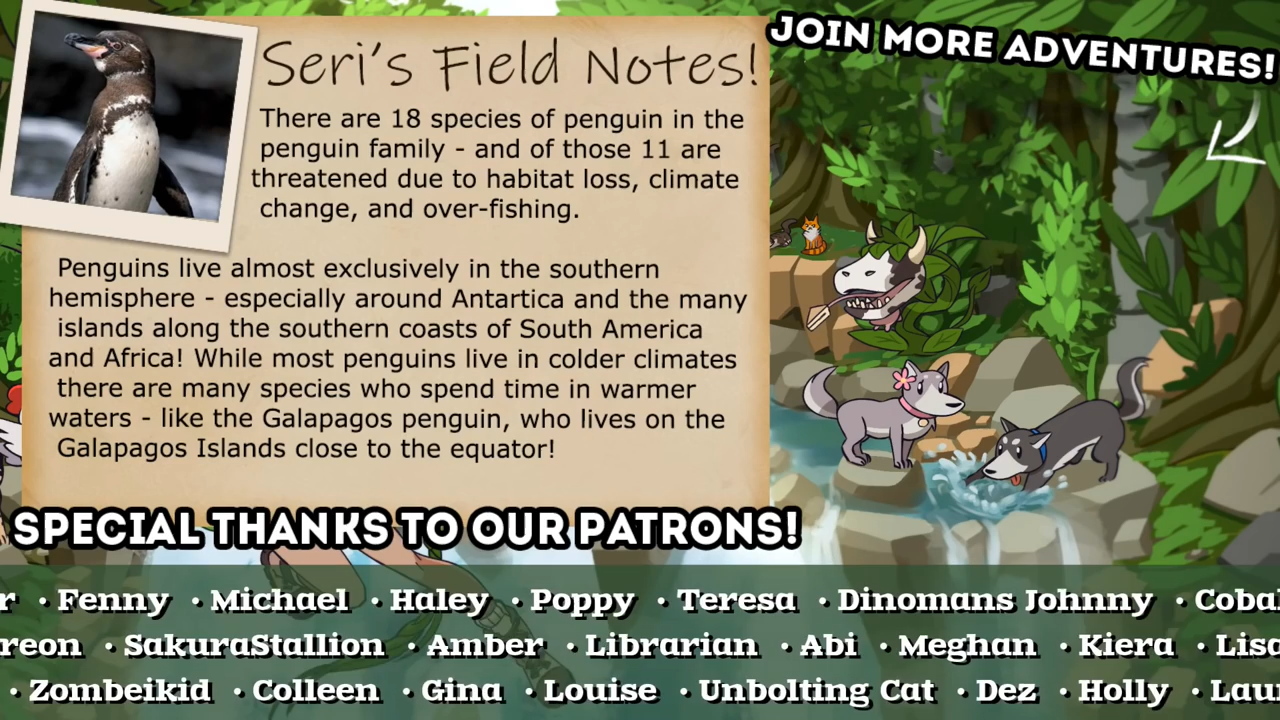 Seri's Field Notes!
JOIN MORE ADVENTURES!
There are 18 species of penguin in the
penguin family - and of those 11 are
threatened due to habitat loss, climate
change, and over-fishing.
Penguins live almost exclusively in the southern
hemisphere - especially around Antartica and the many
islands along the southern coasts of South America
and Africa! While most penguins live in colder climates
there are many species who spend time in warmer
waters - like the Galapagos penguin, who lives on the
Galapagos Islands close to the equator!
SPECIAL THANKS TO OUR PATRONS!
· Fenny · Michael · Haley · Poppy · Teresa · Dinomans Johnny ·
· SakuraStallion · Amber · Librarian · Abi · Meghan · Kiera ·
· Zombeikid · Colleen · Gina · Louise · Unbolting Cat · Dez · Holly ·